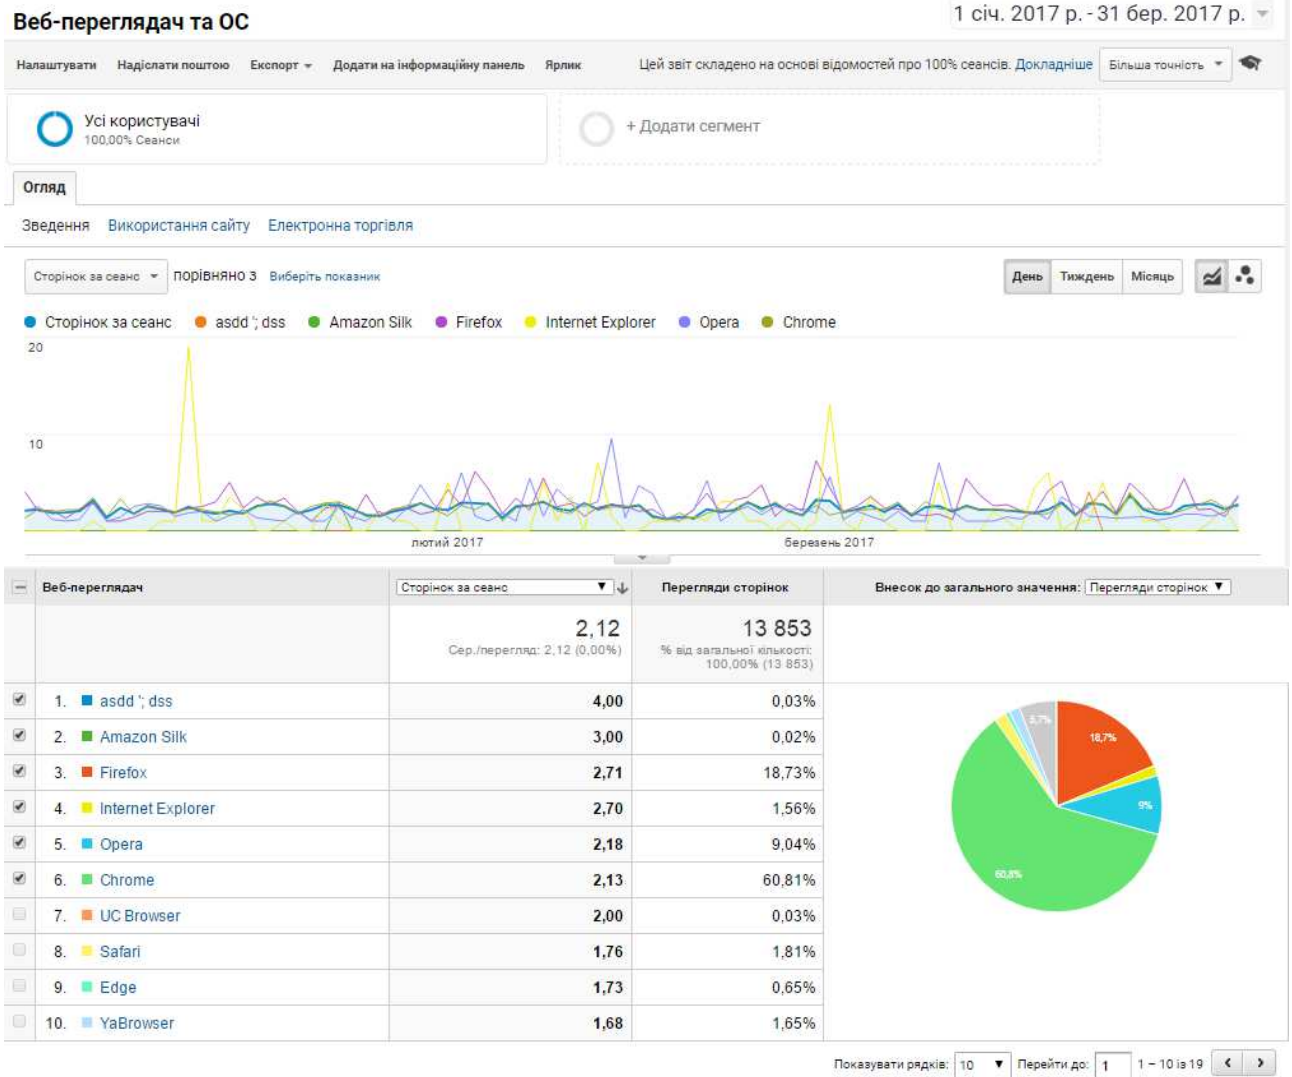 Веб-переглядач та ОС
1 січ. 2017 р. - 31 бер. 2017 р.
Налаштувати Надіслати поштою Експорт Додати на інформаційну панель Ярлик Цей звіт складено на основі відомостей про 100% сеансів. Докладніше Більша точність
Усі користувачі
100,00% Сеанси
+ Додати сегмент
Огляд
Зведення Використання сайту Електронна торгівля
Сторінок за сеанс порівняно з Виберіть показник День Тиждень Місяць
Сторінок за сеанс asdd '; dss Amazon Silk Firefox Internet Explorer Opera Chrome
20
10
лютий 2017 березень 2017
Веб-переглядач Сторінок за сеанс Перегляди сторінок Внесок до загального значення: Перегляди сторінок
2,12 13 853
Сер./перегляд: 2,12 (0,00%) % від загальної кількості:
100,00% (13 853)
1. asdd '; dss 4,00 0,03%
2. Amazon Silk 3,00 0,02%
3. Firefox 2,71 18,73%
4. Internet Explorer 2,70 1,56%
5. Opera 2,18 9,04%
6. Chrome 2,13 60,81%
7. UC Browser 2,00 0,03%
8. Safari 1,76 1,81%
9. Edge 1,73 0,65%
10. YaBrowser 1,68 1,65%
5,7%
18,7%
9%
60,8%
Показувати рядків: 10 Перейти до: 1 1 – 10 із 19